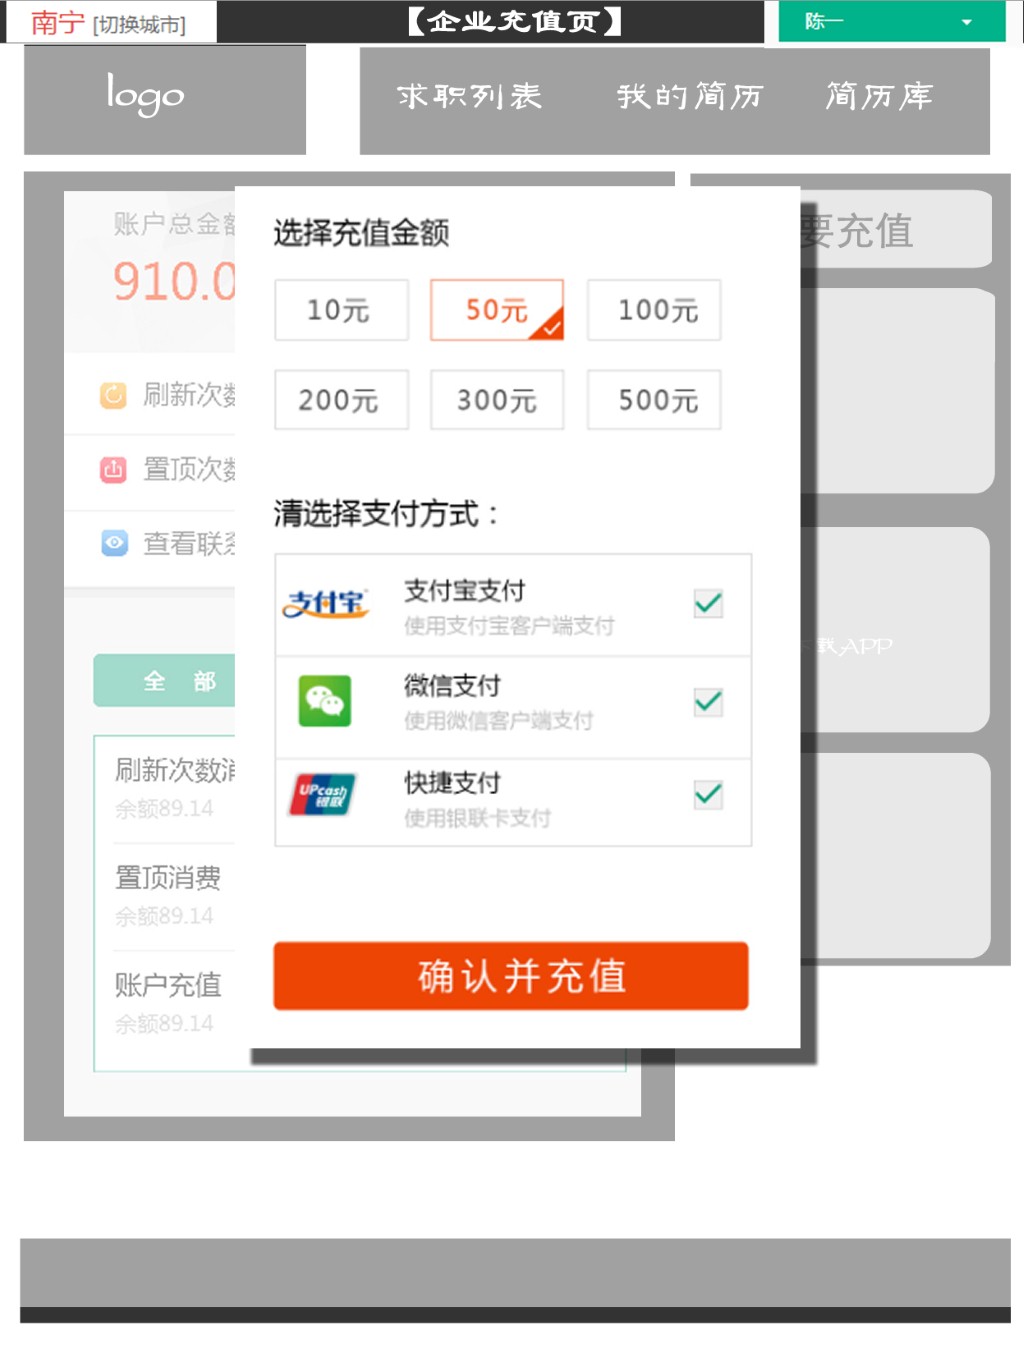 南宁 [切换城市]
【企业充值页】
陈一
logo
求职列表
我的简历
简历库
账户总金额
910.0
要充值
刷新次数
置顶次数
查看联系
全 部
刷新次数消
余额89.14
置顶消费
余额89.14
账户充值
余额89.14
选择充值金额
10元
50元
100元
200元
300元
500元
清选择支付方式：
支付宝
支付宝支付
使用支付宝客户端支付
微信支付
使用微信客户端支付
UPcash
银联
快捷支付
使用银联卡支付
确认并充值
载APP